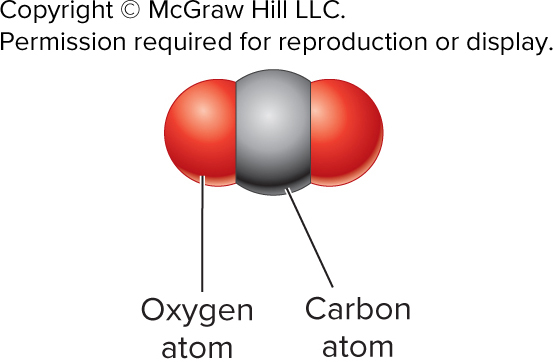 Copyright © McGraw Hill LLC.
Permission required for reproduction or display.
Oxygen
atom
Carbon
atom